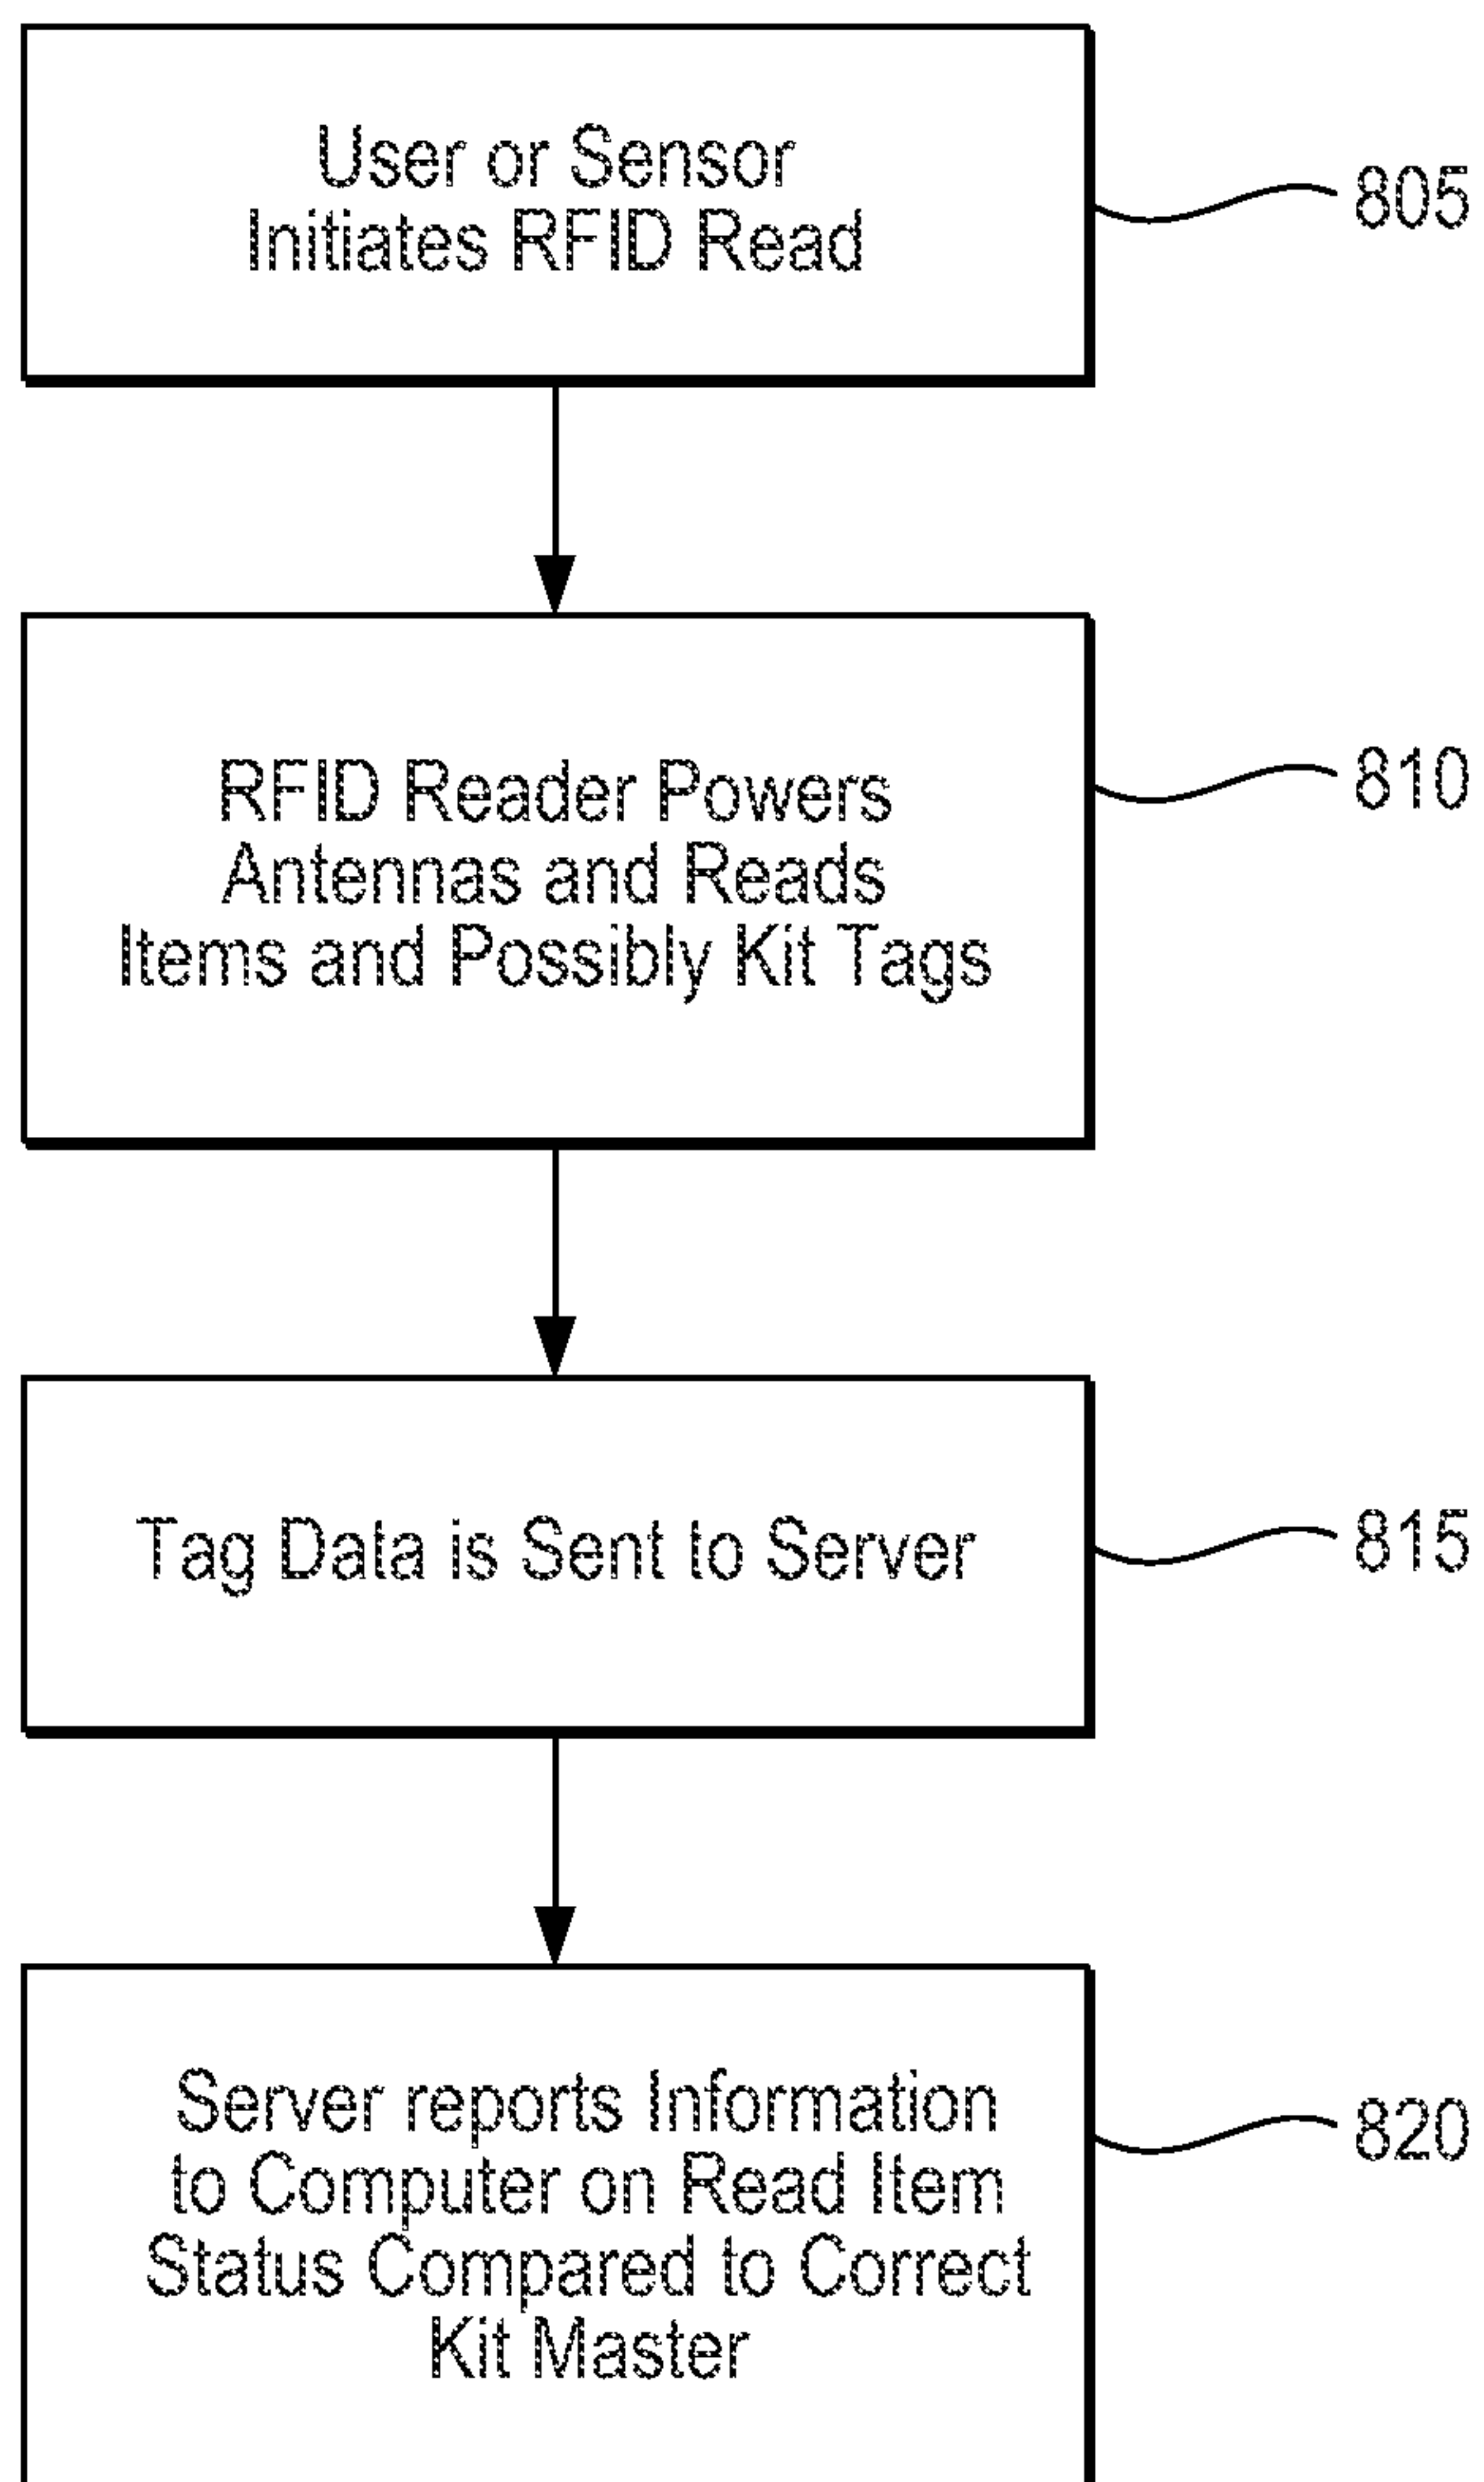 User or Sensor
Initiates RFID Read
805
RFID Reader Powers
Antennas and Reads
Items and Possibly Kit Tags
810
Tag Data is Sent to Server
815
Server reports Information
to Computer on Read Item
Status Compared to Correct
Kit Master
820